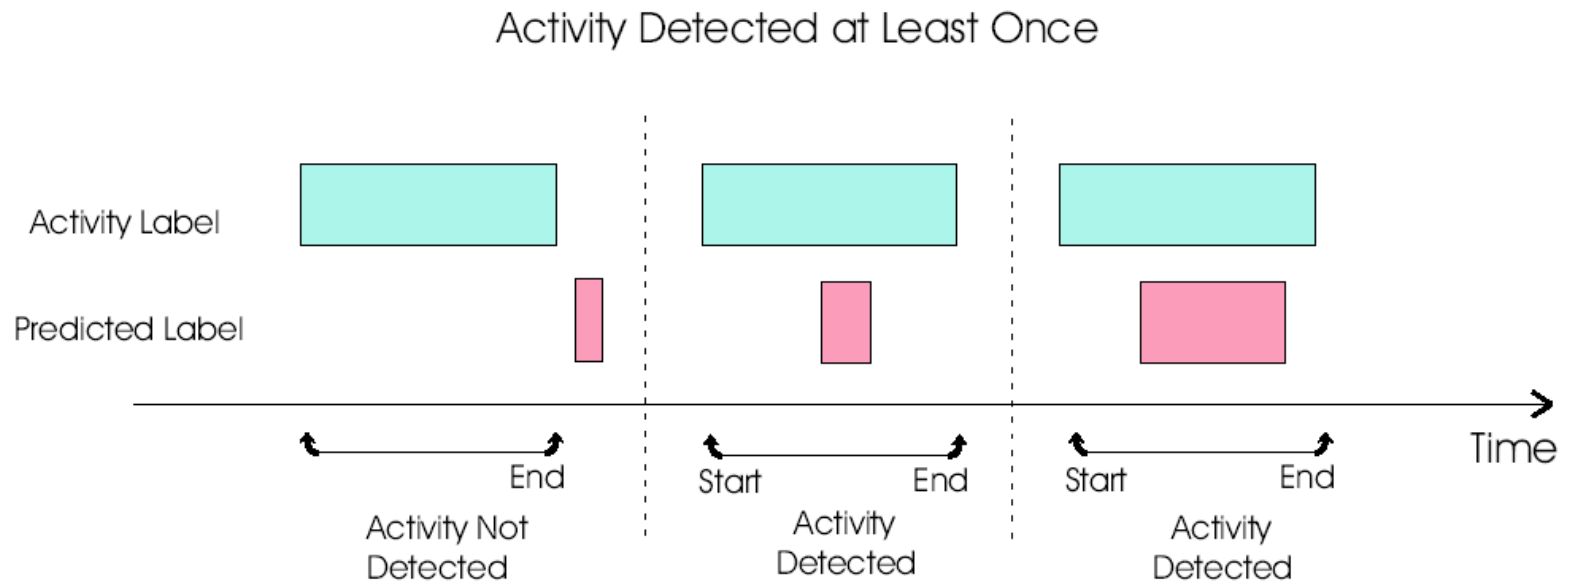 Activity Detected at Least Once
Activity Label
Predicted Label
Time
End
Start
End
Start
End
Activity Not
Detected
Activity
Detected
Activity
Detected